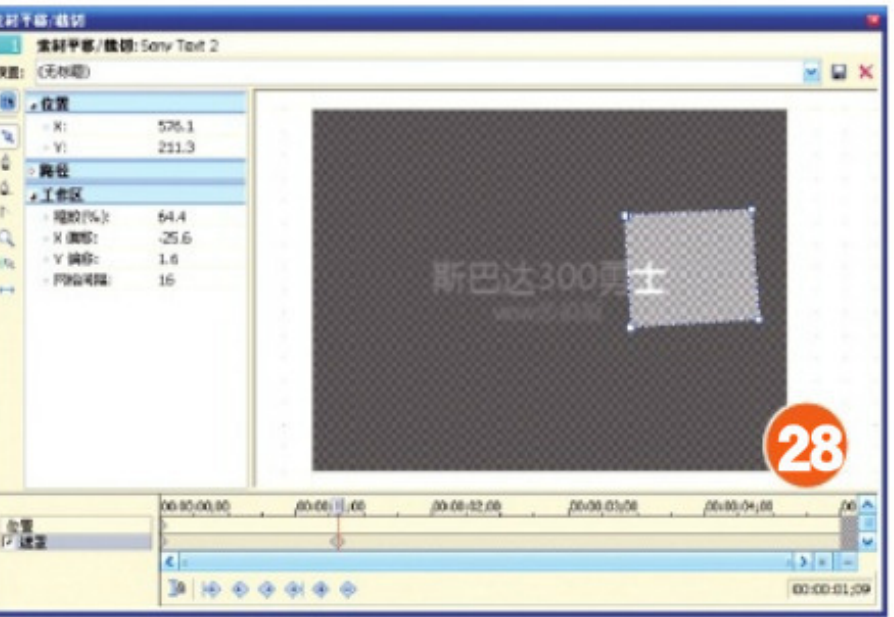 素材平移/裁切
1 素材平移/裁切: Sony Text 2
(无标题)
位置
X: 576.1
Y: 211.3
路径
工作区
缩放(%): 64.4
X 偏移: -25.6
Y 偏移: 1.6
网格间隔: 16
斯巴达300勇士
28
00:00:00;00 00:00:02;00 00:00:03;00 00:00:04;00
位置
遮罩
00:00:01;09